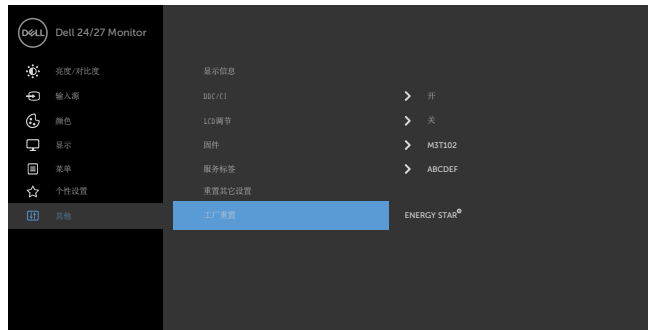 DELL Dell 24/27 Monitor
亮度/对比度 显示信息
输入源 DDC/CI 开
颜色 LCD调节 关
显示 固件 M3T102
菜单 服务标签 ABCDEF
个性设置 重置其它设置
其他 工厂重置 ENERGY STAR®